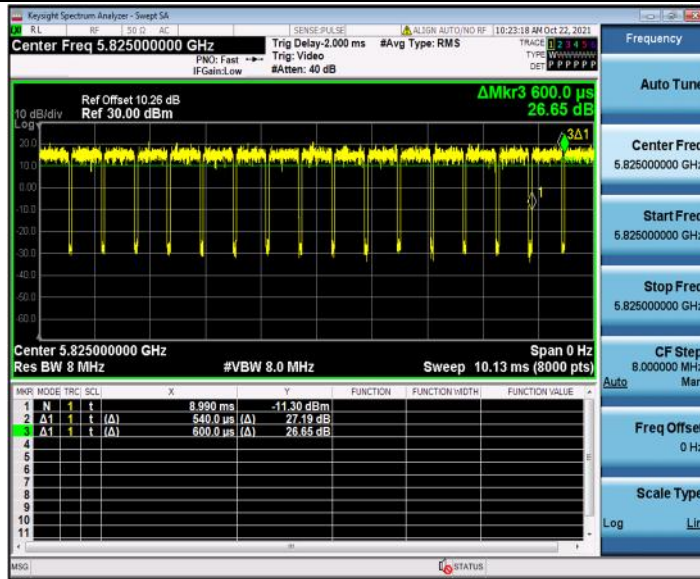 Keysight Spectrum Analyzer - Swept SA
RL RF 50 Ω AC SENSE:PULSE ALIGN AUTO/NO RF 10:23:18 AM Oct 22, 2021
Center Freq 5.825000000 GHz
PNO: Fast
IFGain:Low
Trig Delay-2.000 ms
Trig: Video
#Atten: 40 dB
#Avg Type: RMS
TRACE 1 2 3 4 5 6
TYPE
DET P P P P P P
ΔMkr3 600.0 µs
26.65 dB
Ref Offset 10.26 dB
10 dB/div Ref 30.00 dBm
Log
20.0
10.0
0.00
-10.0
-20.0
-30.0
-40.0
-50.0
-60.0
3Δ1
1
Center 5.825000000 GHz Span 0 Hz
Res BW 8 MHz #VBW 8.0 MHz Sweep 10.13 ms (8000 pts)
MKR MODE TRC SCL X Y FUNCTION FUNCTION WIDTH FUNCTION VALUE
1 N 1 t 8.990 ms -11.30 dBm
2 Δ1 1 t (Δ) 540.0 µs (Δ) 27.19 dB
3 Δ1 1 t (Δ) 600.0 µs (Δ) 26.65 dB
4
5
6
7
8
9
10
11
MSG STATUS
Frequency
Auto Tune
Center Freq
5.825000000 GHz
Start Freq
5.825000000 GHz
Stop Freq
5.825000000 GHz
CF Step
8.000000 MHz
Auto Man
Freq Offset
0 Hz
Scale Type
Log Lin